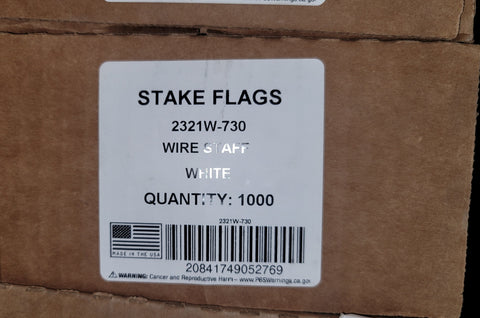 STAKE FLAGS
2321W-730
WIRE STAFF
WHITE
QUANTITY: 1000
2321W-730
MADE IN THE USA
20841749052769
WARNING: Cancer and Reproductive Harm - www.P65Warnings.ca.gov